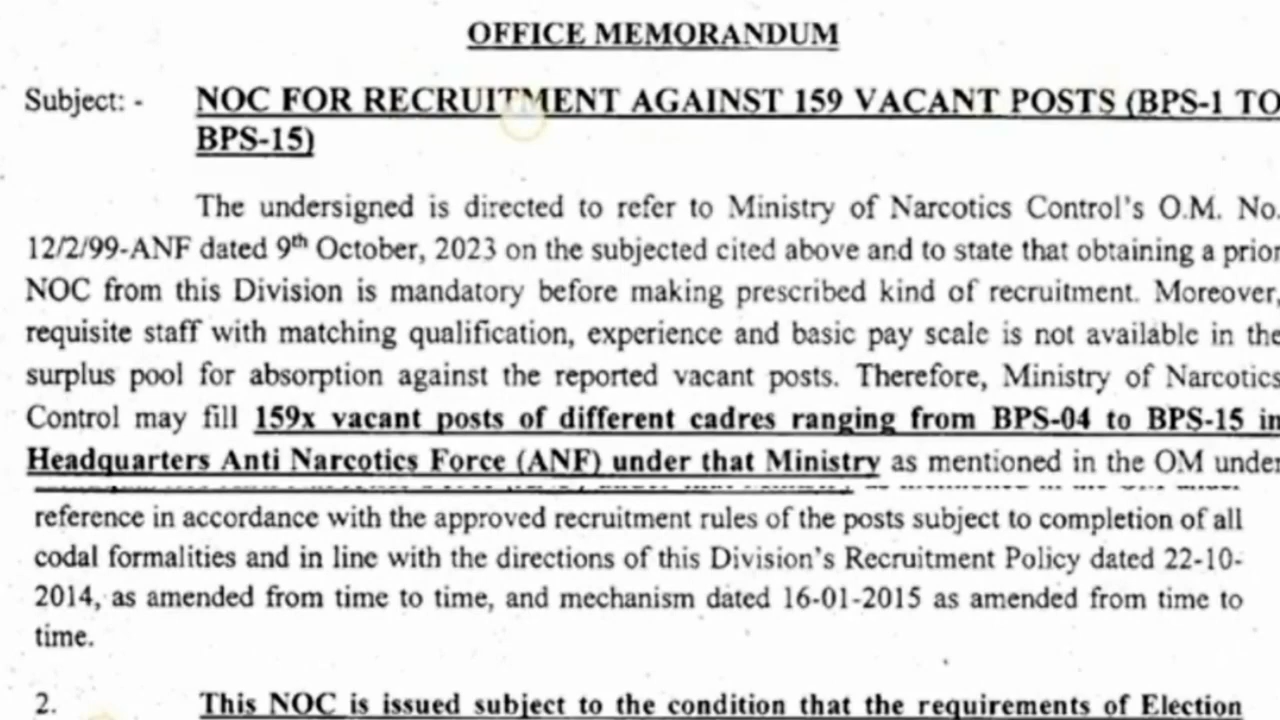 OFFICE MEMORANDUM
Subject: - NOC FOR RECRUITMENT AGAINST 159 VACANT POSTS (BPS-1 TO
BPS-15)
The undersigned is directed to refer to Ministry of Narcotics Control's O.M. No.
12/2/99-ANF dated 9th October, 2023 on the subjected cited above and to state that obtaining a prior
NOC from this Division is mandatory before making prescribed kind of recruitment. Moreover,
requisite staff with matching qualification, experience and basic pay scale is not available in the
surplus pool for absorption against the reported vacant posts. Therefore, Ministry of Narcotics
Control may fill 159x vacant posts of different cadres ranging from BPS-04 to BPS-15 in
Headquarters Anti Narcotics Force (ANF) under that Ministry as mentioned in the OM under
reference in accordance with the approved recruitment rules of the posts subject to completion of all
codal formalities and in line with the directions of this Division's Recruitment Policy dated 22-10-
2014, as amended from time to time, and mechanism dated 16-01-2015 as amended from time to
time.
2. This NOC is issued subject to the condition that the requirements of Election